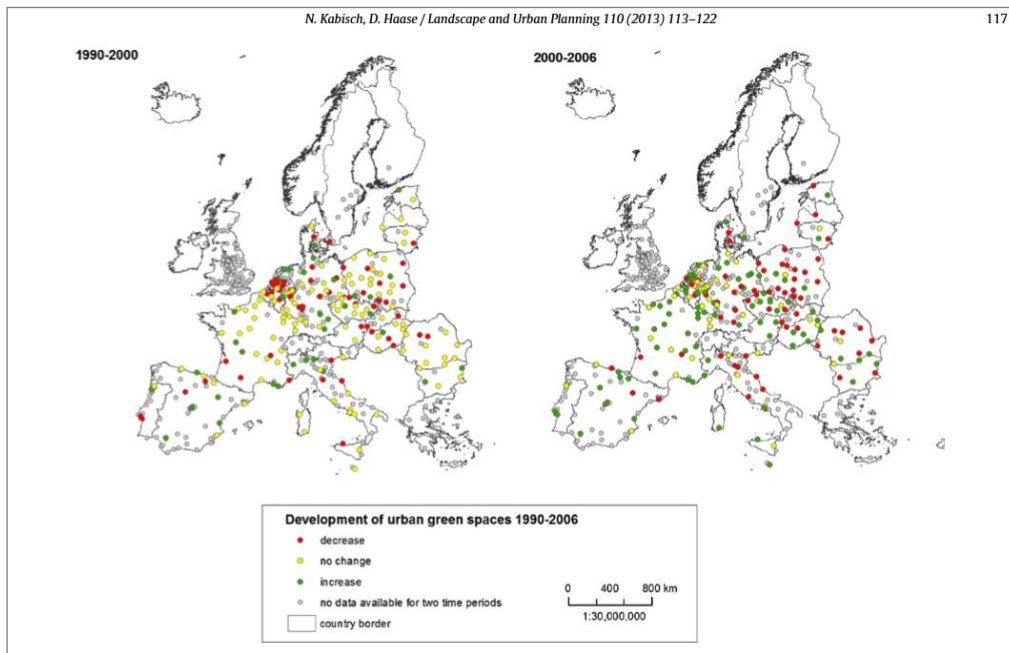 N. Kabisch, D. Haase / Landscape and Urban Planning 110 (2013) 113–122 117
1990-2000 2000-2006
Development of urban green spaces 1990-2006
decrease
no change
increase
no data available for two time periods
country border
0 400 800 km
1:30,000,000